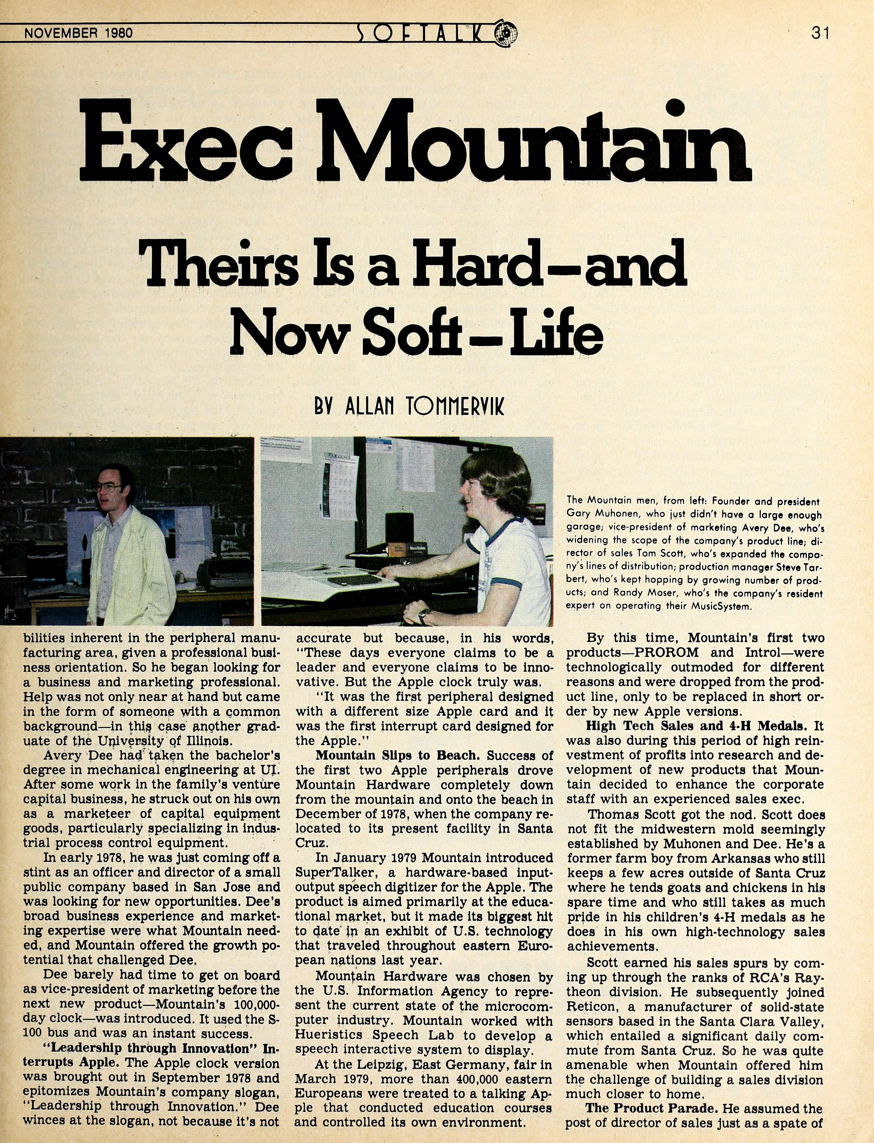 NOVEMBER 1980
SOFTALK
31
Exec Mountain
Theirs Is a Hard—and
Now Soft—Life
BY ALLAN TOMMERVIK
The Mountain men, from left: Founder and president
Gary Muhonen, who just didn't have a large enough
garage; vice-president of marketing Avery Dee, who's
widening the scope of the company's product line; di-
rector of sales Tom Scott, who's expanded the compa-
ny's lines of distribution; production manager Steve Tar-
bert, who's kept hopping by growing number of prod-
ucts; and Randy Moser, who's the company's resident
expert on operating their MusicSystem.
bilities inherent in the peripheral manu-
facturing area, given a professional busi-
ness orientation. So he began looking for
a business and marketing professional.
Help was not only near at hand but came
in the form of someone with a common
background—in this case another grad-
uate of the University of Illinois.
Avery Dee had taken the bachelor's
degree in mechanical engineering at UI.
After some work in the family's venture
capital business, he struck out on his own
as a marketeer of capital equipment
goods, particularly specializing in indus-
trial process control equipment.
In early 1978, he was just coming off a
stint as an officer and director of a small
public company based in San Jose and
was looking for new opportunities. Dee's
broad business experience and market-
ing expertise were what Mountain need-
ed, and Mountain offered the growth po-
tential that challenged Dee.
Dee barely had time to get on board
as vice-president of marketing before the
next new product—Mountain's 100,000-
day clock—was introduced. It used the S-
100 bus and was an instant success.
"Leadership through Innovation" In-
terrupts Apple. The Apple clock version
was brought out in September 1978 and
epitomizes Mountain's company slogan,
"Leadership through Innovation." Dee
winces at the slogan, not because it's not
accurate but because, in his words,
"These days everyone claims to be a
leader and everyone claims to be inno-
vative. But the Apple clock truly was.
"It was the first peripheral designed
with a different size Apple card and it
was the first interrupt card designed for
the Apple."
Mountain Slips to Beach. Success of
the first two Apple peripherals drove
Mountain Hardware completely down
from the mountain and onto the beach in
December of 1978, when the company re-
located to its present facility in Santa
Cruz.
In January 1979 Mountain introduced
SuperTalker, a hardware-based input-
output speech digitizer for the Apple. The
product is aimed primarily at the educa-
tional market, but it made its biggest hit
to date in an exhibit of U.S. technology
that traveled throughout eastern Euro-
pean nations last year.
Mountain Hardware was chosen by
the U.S. Information Agency to repre-
sent the current state of the microcom-
puter industry. Mountain worked with
Hueristics Speech Lab to develop a
speech interactive system to display.
At the Leipzig, East Germany, fair in
March 1979, more than 400,000 eastern
Europeans were treated to a talking Ap-
ple that conducted education courses
and controlled its own environment.
By this time, Mountain's first two
products—PROROM and Introl—were
technologically outmoded for different
reasons and were dropped from the prod-
uct line, only to be replaced in short or-
der by new Apple versions.
High Tech Sales and 4-H Medals. It
was also during this period of high rein-
vestment of profits into research and de-
velopment of new products that Moun-
tain decided to enhance the corporate
staff with an experienced sales exec.
Thomas Scott got the nod. Scott does
not fit the midwestern mold seemingly
established by Muhonen and Dee. He's a
former farm boy from Arkansas who still
keeps a few acres outside of Santa Cruz
where he tends goats and chickens in his
spare time and who still takes as much
pride in his children's 4-H medals as he
does in his own high-technology sales
achievements.
Scott earned his sales spurs by com-
ing up through the ranks of RCA's Ray-
theon division. He subsequently joined
Reticon, a manufacturer of solid-state
sensors based in the Santa Clara Valley,
which entailed a significant daily com-
mute from Santa Cruz. So he was quite
amenable when Mountain offered him
the challenge of building a sales division
much closer to home.
The Product Parade. He assumed the
post of director of sales just as a spate of